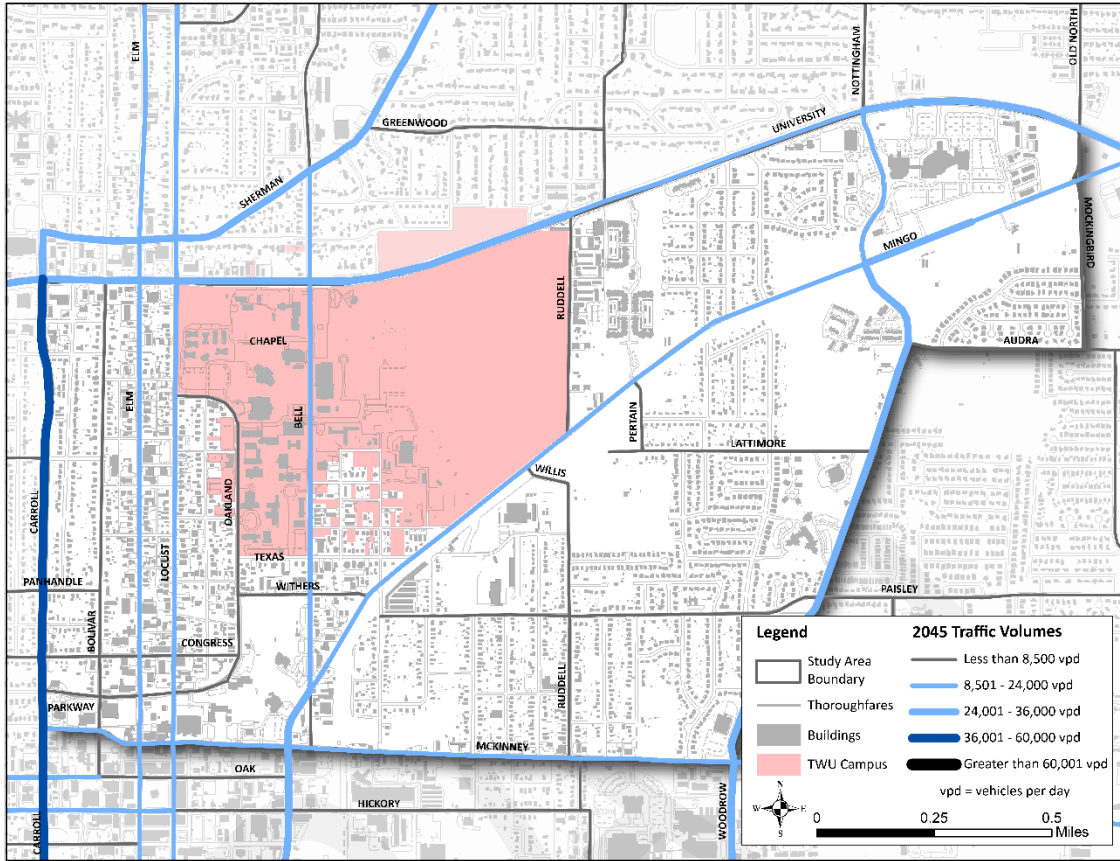 ELM
NOTTINGHAM
OLD NORTH
GREENWOOD
UNIVERSITY
SHERMAN
MOCKINGBIRD
MINGO
RUDDELL
CHAPEL
AUDRA
ELM
BELL
PERTAIN
LATTIMORE
WILLIS
OAKLAND
CARROLL
LOCUST
TEXAS
PANHANDLE
WITHERS
PAISLEY
BOLIVAR
CONGRESS
RUDDELL
PARKWAY
MCKINNEY
OAK
HICKORY
WOODROW
CARROLL
Legend
Study Area
Boundary
Thoroughfares
Buildings
TWU Campus
2045 Traffic Volumes
Less than 8,500 vpd
8,501 - 24,000 vpd
24,001 - 36,000 vpd
36,001 - 60,000 vpd
Greater than 60,001 vpd
vpd = vehicles per day
N
W E
S
0 0.25 0.5
Miles